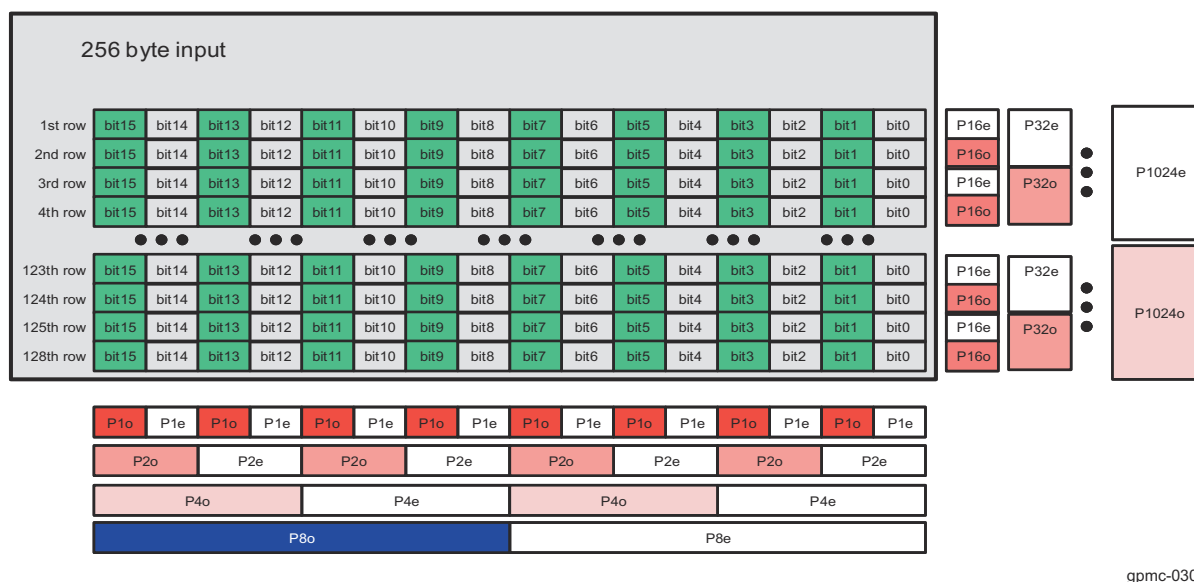 256 byte input
1st row bit15 bit14 bit13 bit12 bit11 bit10 bit9 bit8 bit7 bit6 bit5 bit4 bit3 bit2 bit1 bit0 P16e P32e
2nd row bit15 bit14 bit13 bit12 bit11 bit10 bit9 bit8 bit7 bit6 bit5 bit4 bit3 bit2 bit1 bit0 P16o
3rd row bit15 bit14 bit13 bit12 bit11 bit10 bit9 bit8 bit7 bit6 bit5 bit4 bit3 bit2 bit1 bit0 P16e P32o P1024e
4th row bit15 bit14 bit13 bit12 bit11 bit10 bit9 bit8 bit7 bit6 bit5 bit4 bit3 bit2 bit1 bit0 P16o
123th row bit15 bit14 bit13 bit12 bit11 bit10 bit9 bit8 bit7 bit6 bit5 bit4 bit3 bit2 bit1 bit0 P16e P32e
124th row bit15 bit14 bit13 bit12 bit11 bit10 bit9 bit8 bit7 bit6 bit5 bit4 bit3 bit2 bit1 bit0 P16o P1024o
125th row bit15 bit14 bit13 bit12 bit11 bit10 bit9 bit8 bit7 bit6 bit5 bit4 bit3 bit2 bit1 bit0 P16e P32o
128th row bit15 bit14 bit13 bit12 bit11 bit10 bit9 bit8 bit7 bit6 bit5 bit4 bit3 bit2 bit1 bit0 P16o
P1o P1e P1o P1e P1o P1e P1o P1e P1o P1e P1o P1e P1o P1e P1o P1e
P2o P2e P2o P2e P2o P2e P2o P2e
P4o P4e P4o P4e
P8o P8e